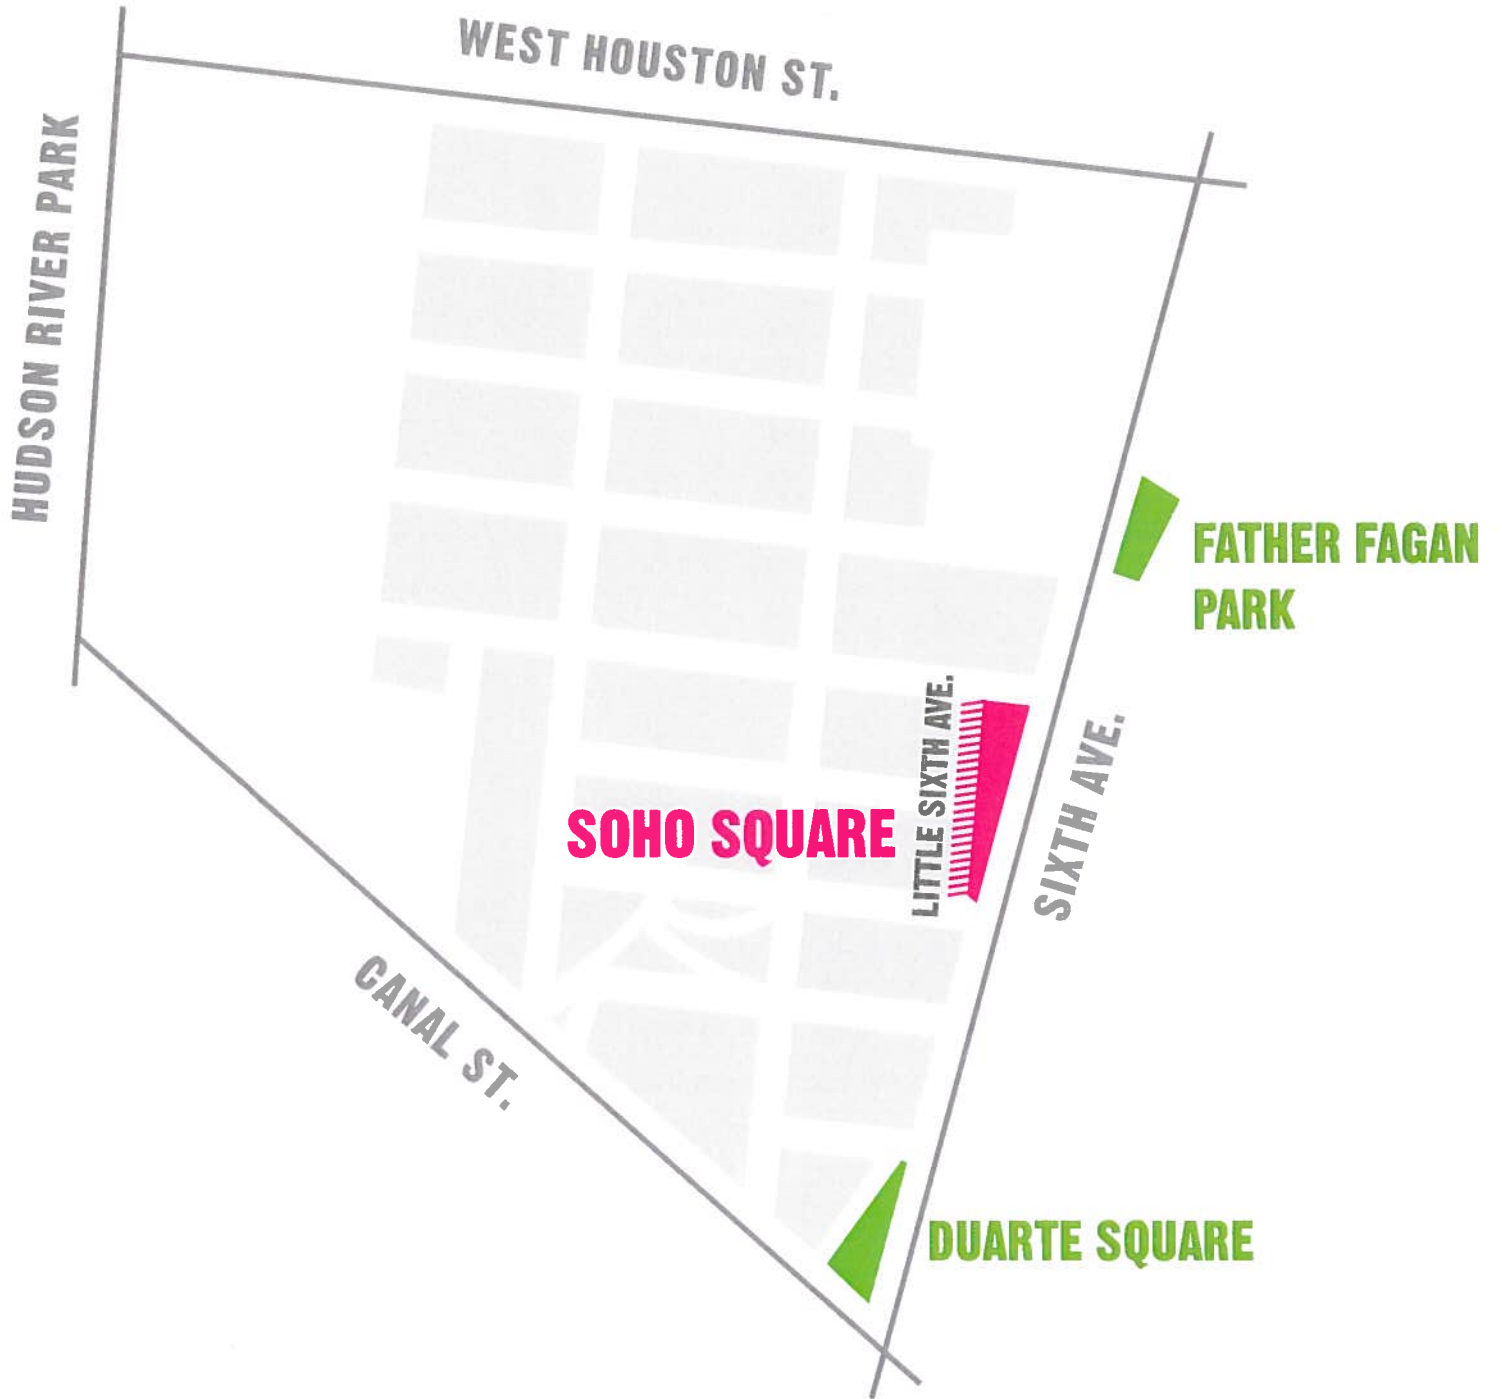 WEST HOUSTON ST.
HUDSON RIVER PARK
FATHER FAGAN
PARK
LITTLE SIXTH AVE.
SIXTH AVE.
SOHO SQUARE
CANAL ST.
DUARTE SQUARE